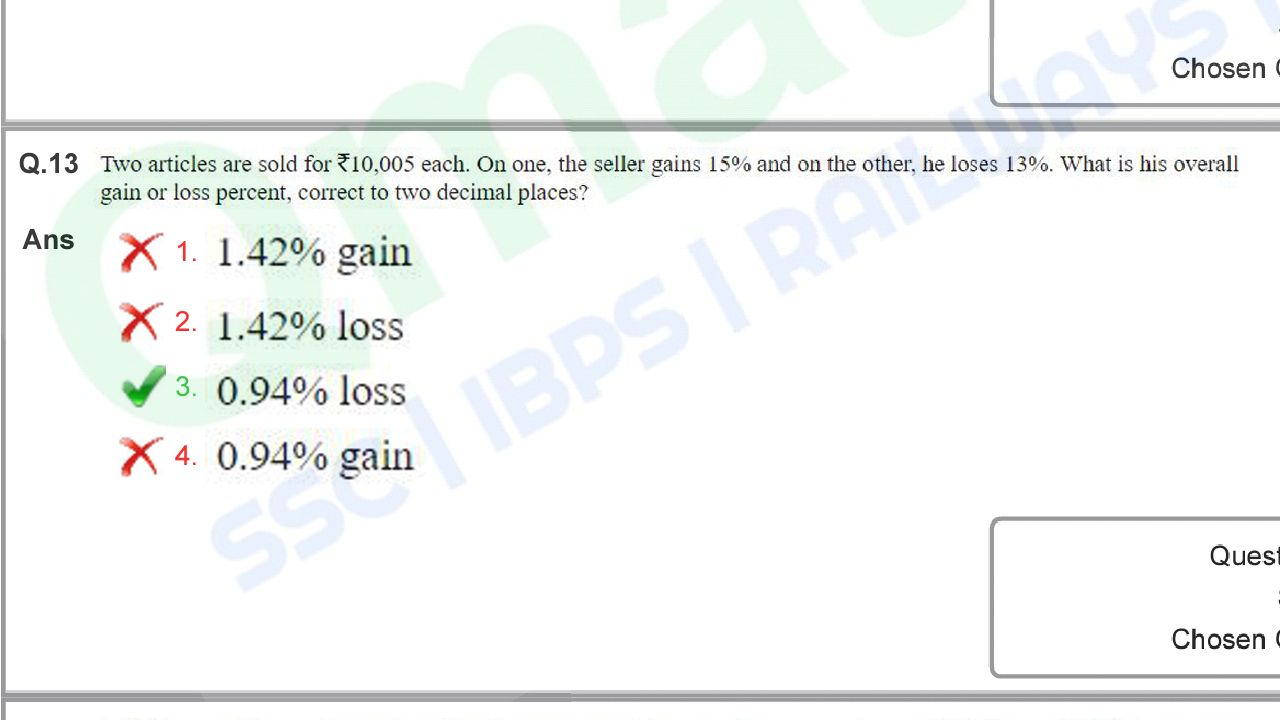 Chosen
Q.13 Two articles are sold for ₹10,005 each. On one, the seller gains 15% and on the other, he loses 13%. What is his overall
gain or loss percent, correct to two decimal places?
Ans
1. 1.42% gain
2. 1.42% loss
3. 0.94% loss
4. 0.94% gain
SSC | IBPS | RAILWAYS |
Quest
Chosen